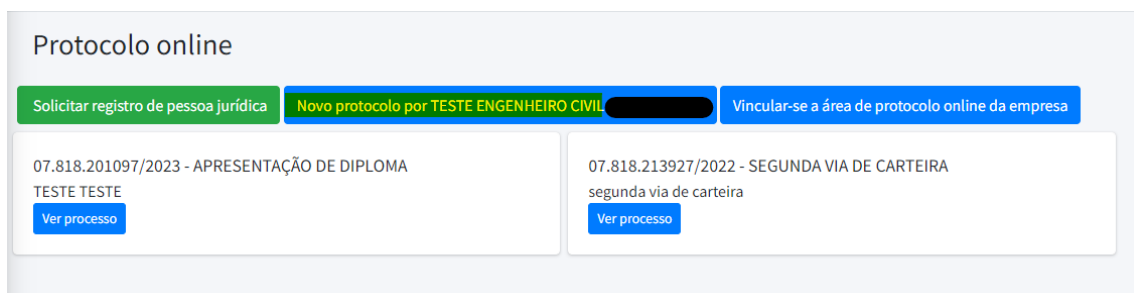 Protocolo online
Solicitar registro de pessoa jurídica
Novo protocolo por TESTE ENGENHEIRO CIVIL
Vincular-se a área de protocolo online da empresa
07.818.201097/2023 - APRESENTAÇÃO DE DIPLOMA
TESTE TESTE
Ver processo
07.818.213927/2022 - SEGUNDA VIA DE CARTEIRA
segunda via de carteira
Ver processo